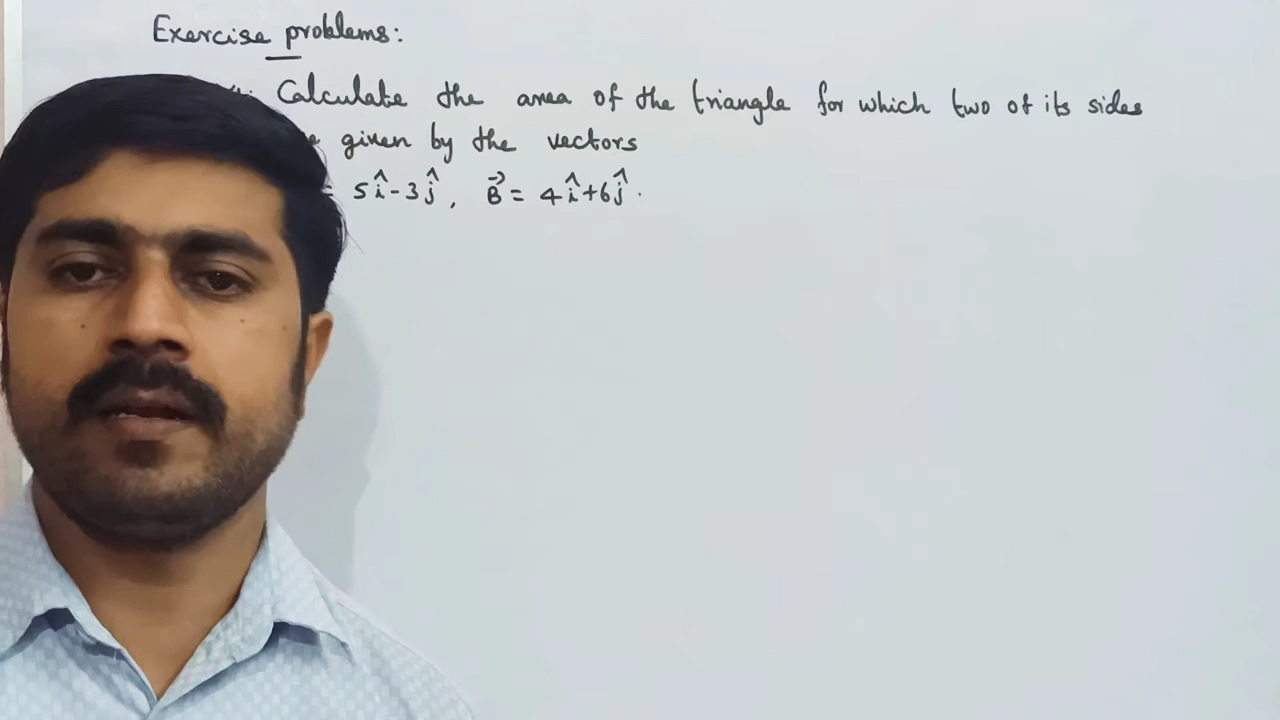 Exercise problems:
Calculate the area of the triangle for which two of its sides
given by the vectors
= 5î - 3ĵ, B⃗ = 4î + 6ĵ.